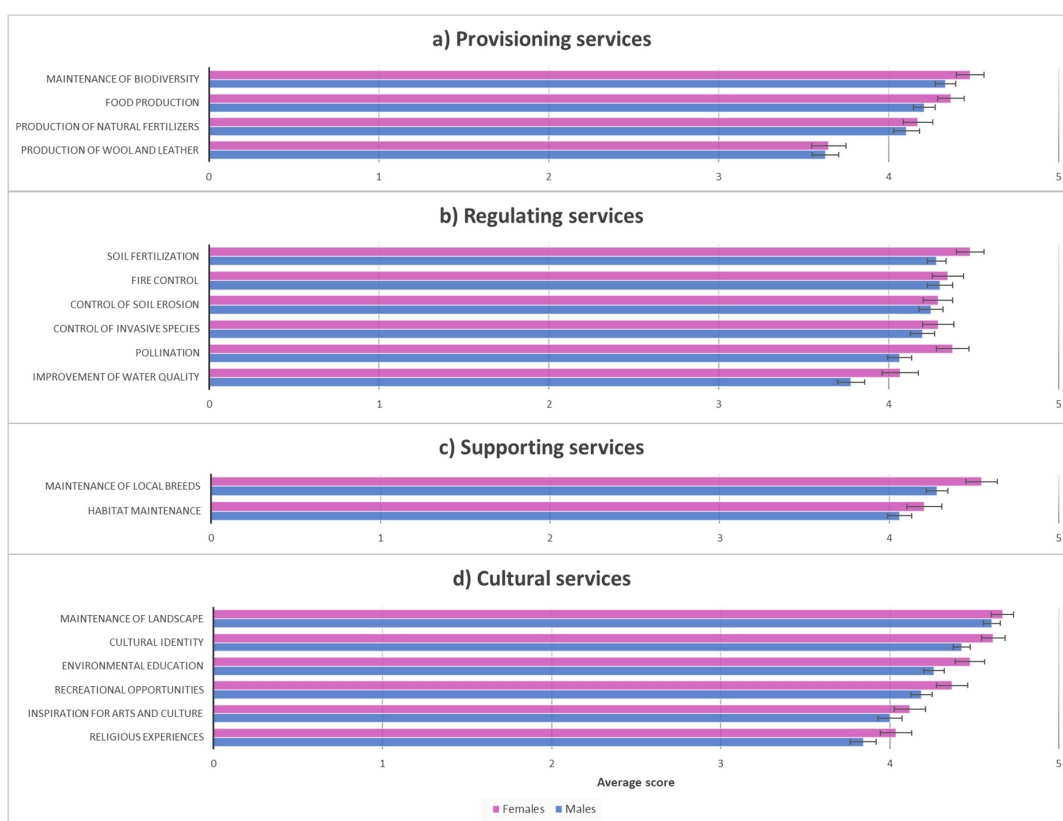 a) Provisioning services
MAINTENANCE OF BIODIVERSITY
FOOD PRODUCTION
PRODUCTION OF NATURAL FERTILIZERS
PRODUCTION OF WOOL AND LEATHER
0 1 2 3 4 5
b) Regulating services
SOIL FERTILIZATION
FIRE CONTROL
CONTROL OF SOIL EROSION
CONTROL OF INVASIVE SPECIES
POLLINATION
IMPROVEMENT OF WATER QUALITY
0 1 2 3 4 5
c) Supporting services
MAINTENANCE OF LOCAL BREEDS
HABITAT MAINTENANCE
0 1 2 3 4 5
d) Cultural services
MAINTENANCE OF LANDSCAPE
CULTURAL IDENTITY
ENVIRONMENTAL EDUCATION
RECREATIONAL OPPORTUNITIES
INSPIRATION FOR ARTS AND CULTURE
RELIGIOUS EXPERIENCES
0 1 2 3 4 5
Average score
Females Males